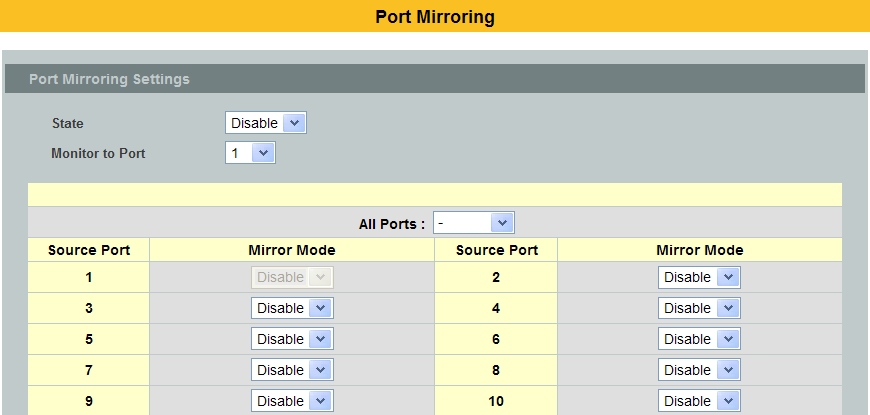 Port Mirroring
Port Mirroring Settings
State Disable
Monitor to Port 1
All Ports : -
Source Port Mirror Mode Source Port Mirror Mode
1 Disable 2 Disable
3 Disable 4 Disable
5 Disable 6 Disable
7 Disable 8 Disable
9 Disable 10 Disable